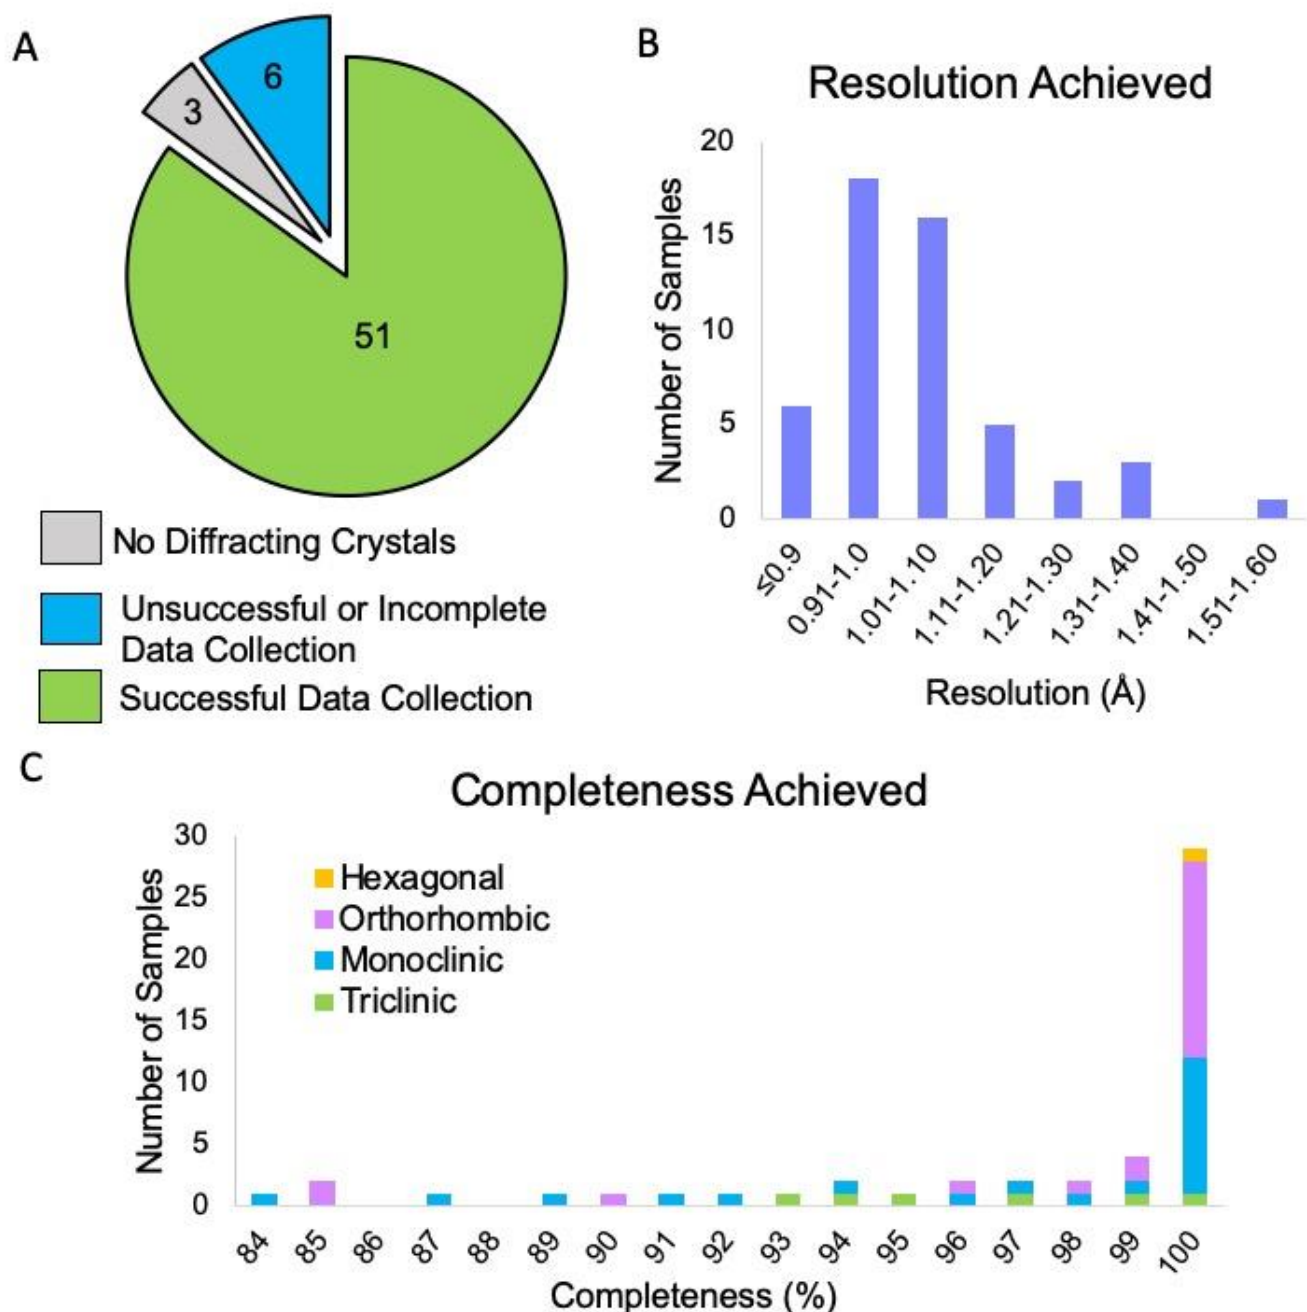 A
6
3
51
No Diffracting Crystals
Unsuccessful or Incomplete
Data Collection
Successful Data Collection
B
Resolution Achieved
Number of Samples
20
15
10
5
0
≤0.9
0.91-1.0
1.01-1.10
1.11-1.20
1.21-1.30
1.31-1.40
1.41-1.50
1.51-1.60
Resolution (Å)
C
Completeness Achieved
Number of Samples
30
25
20
15
10
5
0
Hexagonal
Orthorhombic
Monoclinic
Triclinic
84
85
86
87
88
89
90
91
92
93
94
95
96
97
98
99
100
Completeness (%)